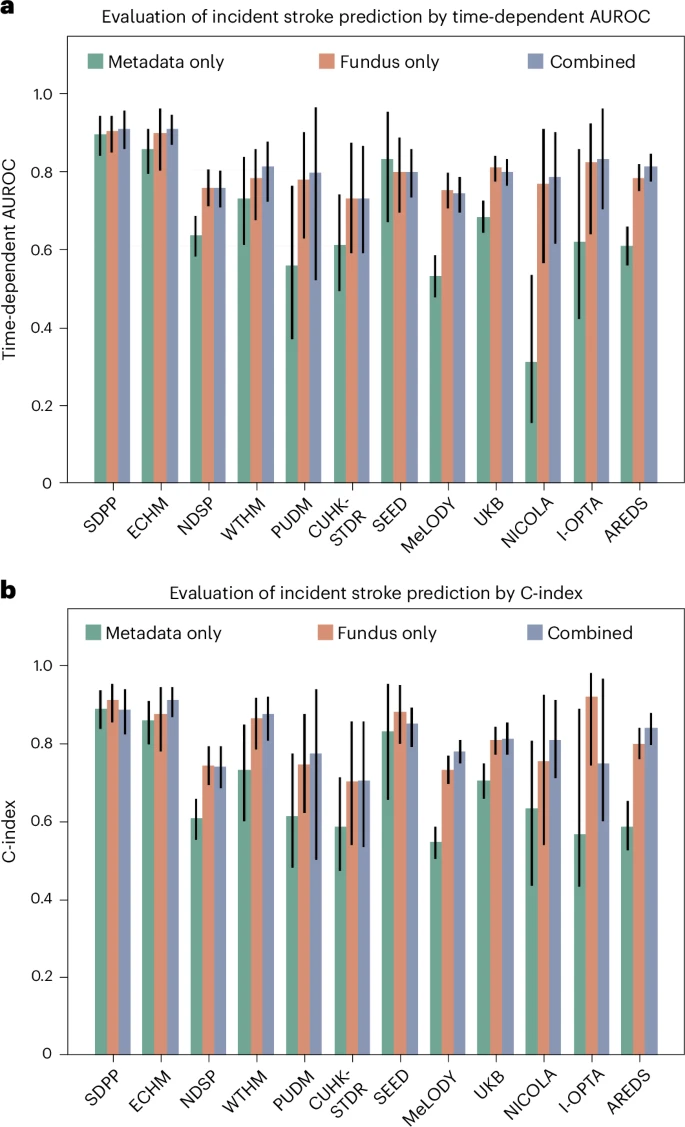 a
Evaluation of incident stroke prediction by time-dependent AUROC
Metadata only
Fundus only
Combined
1.0
0.8
0.6
0.4
0.2
0
Time-dependent AUROC
SDPP
ECHM
NDSP
WTHM
PUDM
CUHK-
STDR
SEED
MeLODY
UKB
NICOLA
I-OPTA
AREDS
b
Evaluation of incident stroke prediction by C-index
Metadata only
Fundus only
Combined
1.0
0.8
0.6
0.4
0.2
0
C-index
SDPP
ECHM
NDSP
WTHM
PUDM
CUHK-
STDR
SEED
MeLODY
UKB
NICOLA
I-OPTA
AREDS